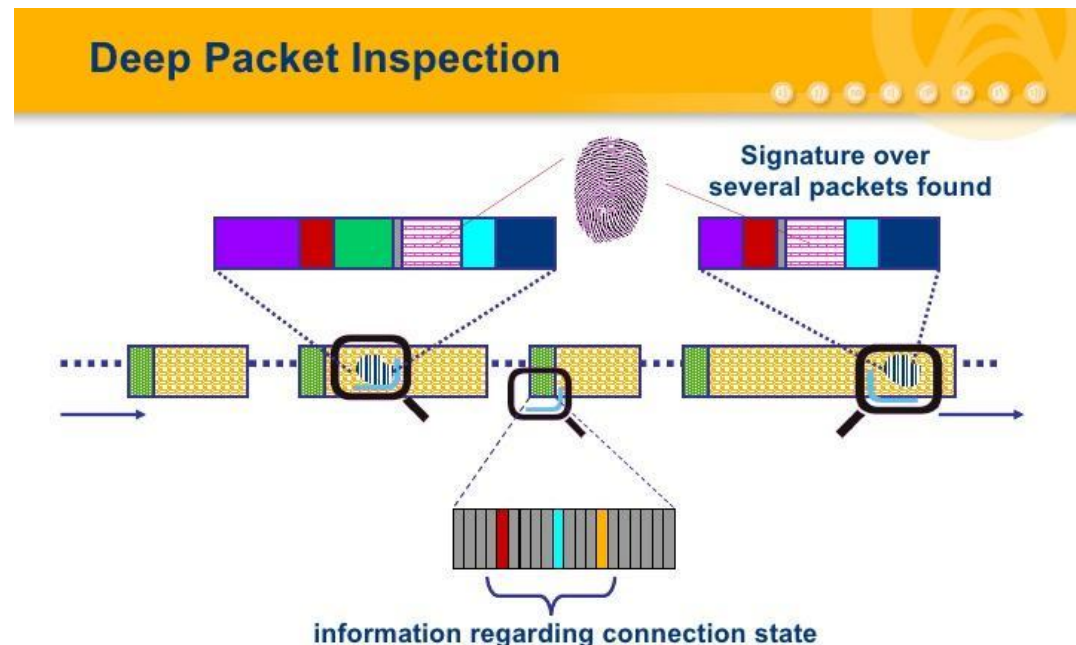 Deep Packet Inspection
Signature over
several packets found
information regarding connection state